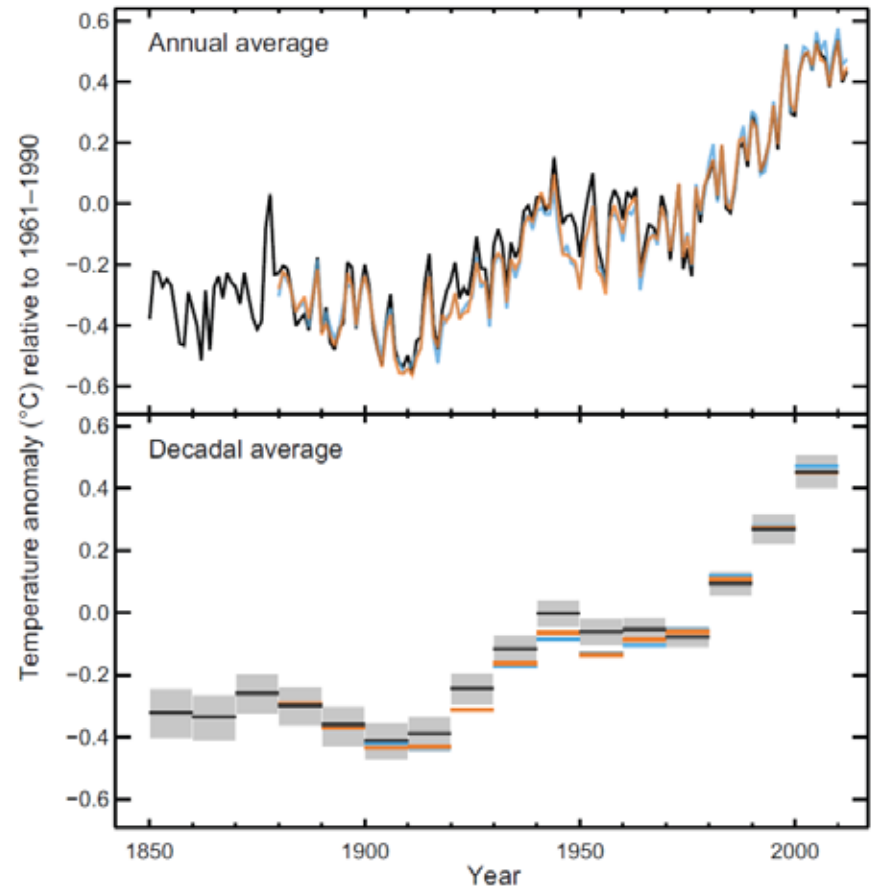 Temperature anomaly (°C) relative to 1961–1990
Annual average
0.6
0.4
0.2
0.0
−0.2
−0.4
−0.6
Decadal average
0.6
0.4
0.2
0.0
−0.2
−0.4
−0.6
1850 1900 1950 2000
Year